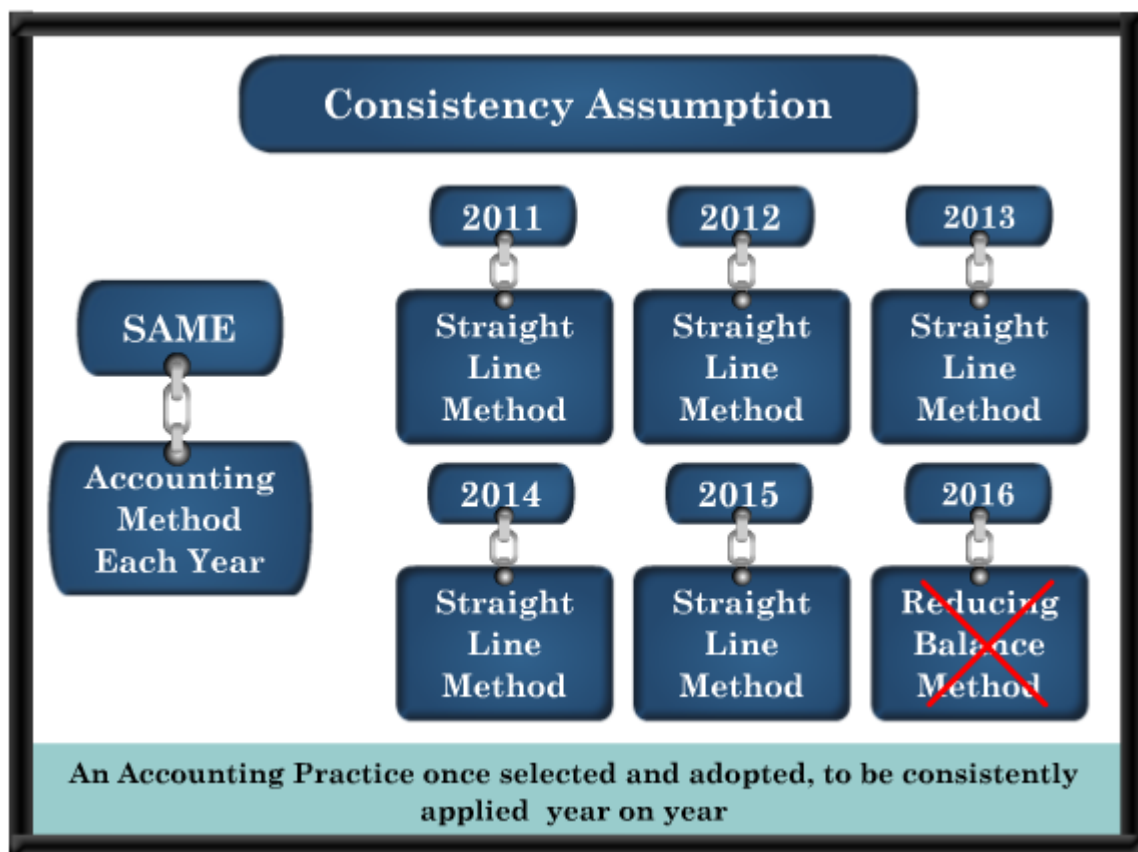 Consistency Assumption
SAME
Accounting
Method
Each Year
2011
Straight
Line
Method
2012
Straight
Line
Method
2013
Straight
Line
Method
2014
Straight
Line
Method
2015
Straight
Line
Method
2016
Reducing
Balance
Method
An Accounting Practice once selected and adopted, to be consistently
applied year on year